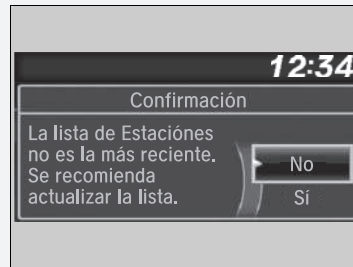 12:34
Confirmación
La lista de Estaciónes
no es la más reciente.
Se recomienda
actualizar la lista.
No
Sí